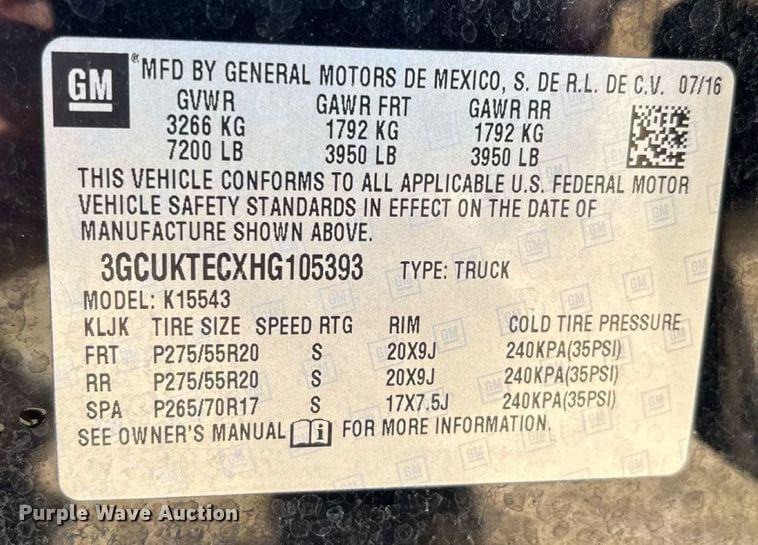 GM
®MFD BY GENERAL MOTORS DE MEXICO, S. DE R.L. DE C.V. 07/16
GVWR GAWR FRT GAWR RR
3266 KG 1792 KG 1792 KG
7200 LB 3950 LB 3950 LB
THIS VEHICLE CONFORMS TO ALL APPLICABLE U.S. FEDERAL MOTOR
VEHICLE SAFETY STANDARDS IN EFFECT ON THE DATE OF
MANUFACTURE SHOWN ABOVE.
3GCUKTECXHG105393 TYPE: TRUCK
MODEL: K15543
KLJK TIRE SIZE SPEED RTG RIM COLD TIRE PRESSURE
FRT P275/55R20 S 20X9J 240KPA(35PSI)
RR P275/55R20 S 20X9J 240KPA(35PSI)
SPA P265/70R17 S 17X7.5J 240KPA(35PSI)
SEE OWNER'S MANUAL i FOR MORE INFORMATION.
Purple Wave Auction